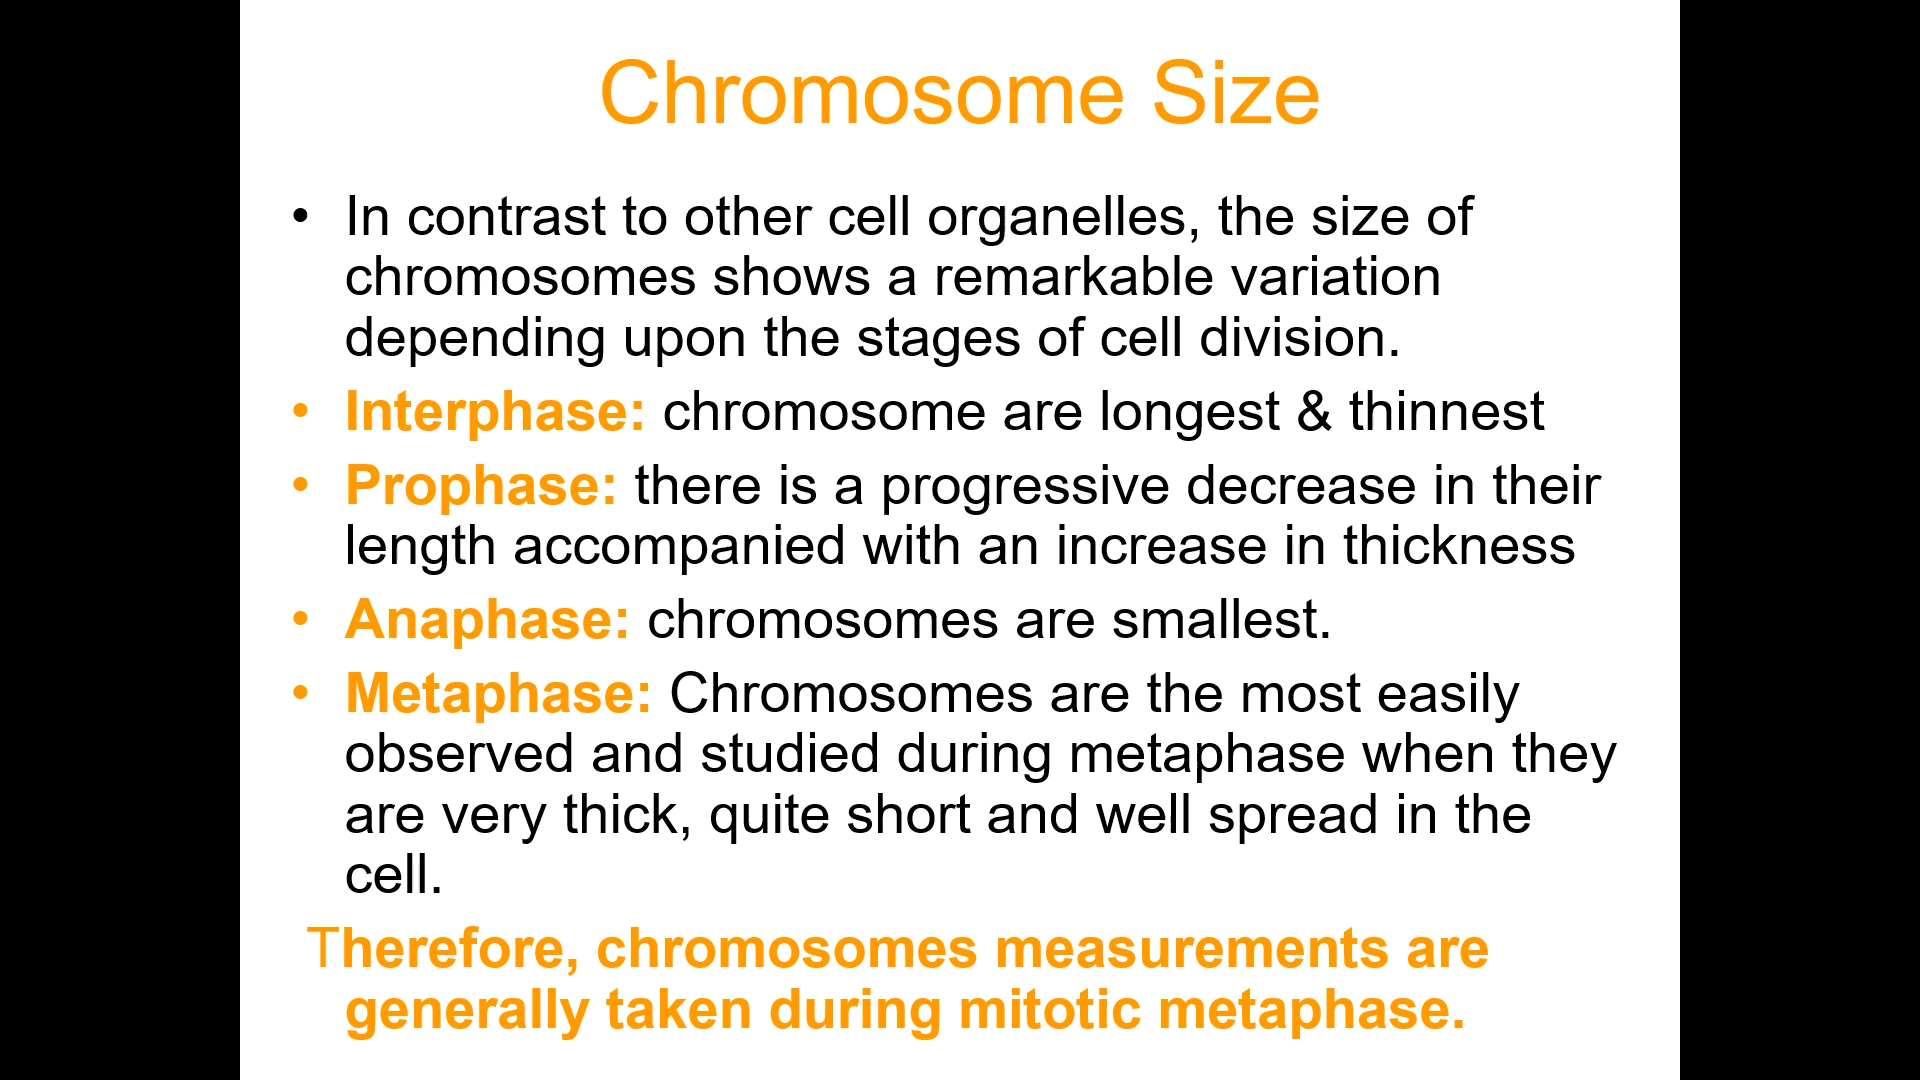 Chromosome Size
• In contrast to other cell organelles, the size of
chromosomes shows a remarkable variation
depending upon the stages of cell division.
• Interphase: chromosome are longest & thinnest
• Prophase: there is a progressive decrease in their
length accompanied with an increase in thickness
• Anaphase: chromosomes are smallest.
• Metaphase: Chromosomes are the most easily
observed and studied during metaphase when they
are very thick, quite short and well spread in the
cell.
Therefore, chromosomes measurements are
generally taken during mitotic metaphase.